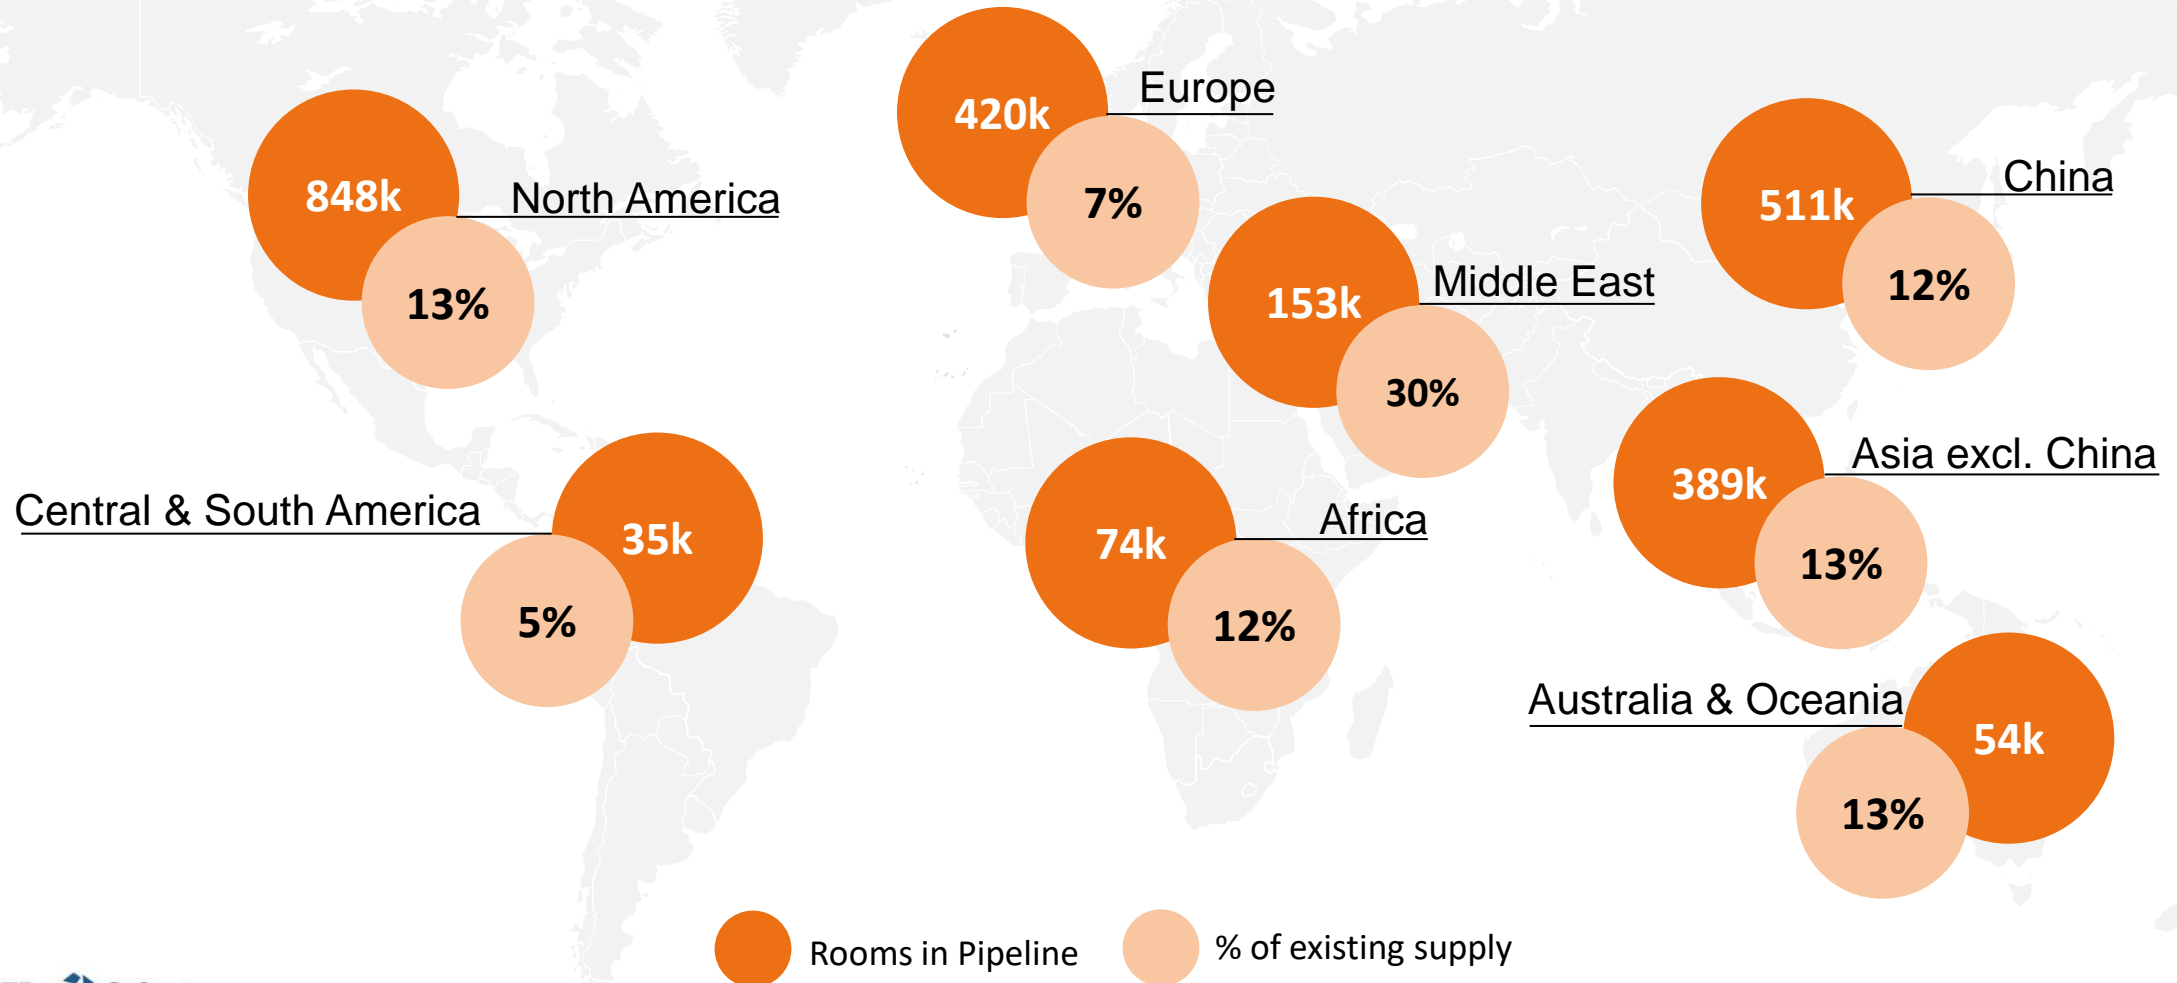 420k
Europe
7%
848k
North America
13%
511k
China
12%
153k
Middle East
30%
389k
Asia excl. China
13%
Central & South America
35k
5%
74k
Africa
12%
Australia & Oceania
54k
13%
Rooms in Pipeline
% of existing supply